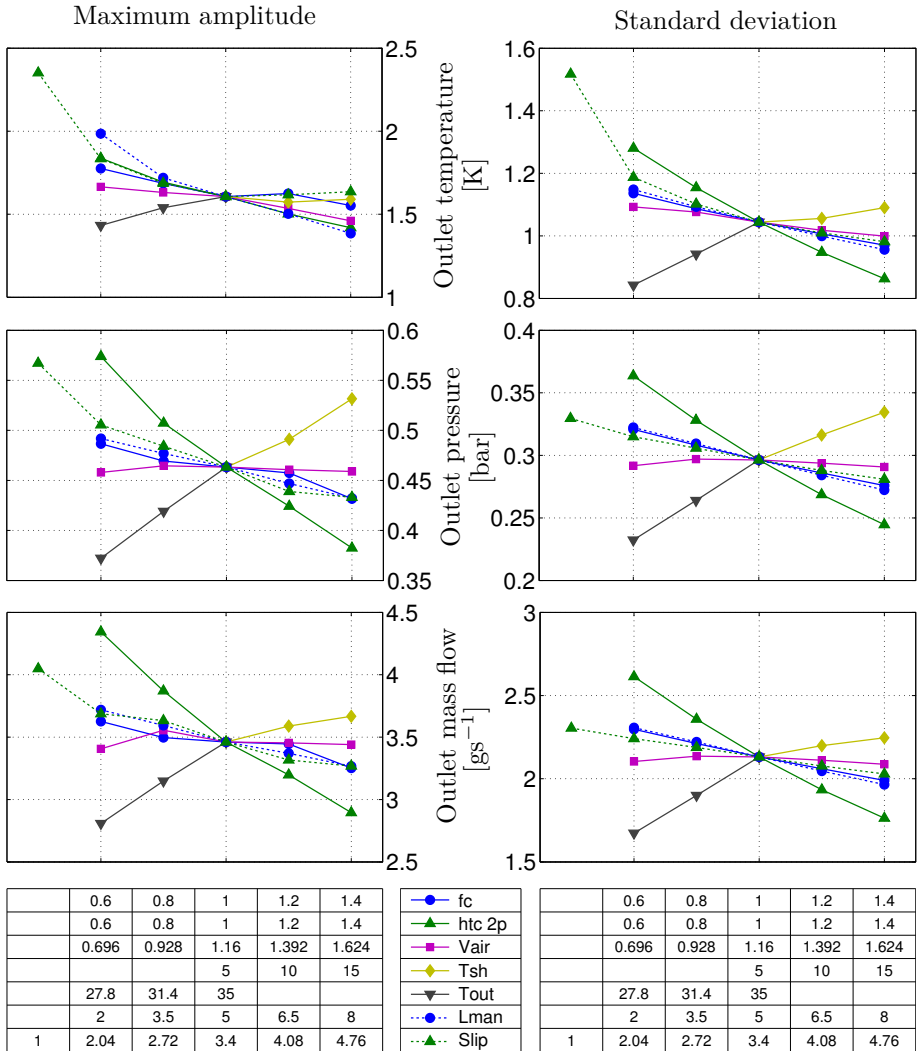 Maximum amplitude
Standard deviation
2.5
2
1.5
1
Outlet temperature
[K]
1.6
1.4
1.2
1
0.8
0.6
0.55
0.5
0.45
0.4
0.35
Outlet pressure
[bar]
0.4
0.35
0.3
0.25
0.2
4.5
4
3.5
3
2.5
Outlet mass flow
[gs−1]
3
2.5
2
1.5
0.6 0.8 1 1.2 1.4
0.6 0.8 1 1.2 1.4
0.696 0.928 1.16 1.392 1.624
5 10 15
27.8 31.4 35
2 3.5 5 6.5 8
1 2.04 2.72 3.4 4.08 4.76
fc
htc 2p
Vair
Tsh
Tout
Lman
Slip
0.6 0.8 1 1.2 1.4
0.6 0.8 1 1.2 1.4
0.696 0.928 1.16 1.392 1.624
5 10 15
27.8 31.4 35
2 3.5 5 6.5 8
1 2.04 2.72 3.4 4.08 4.76